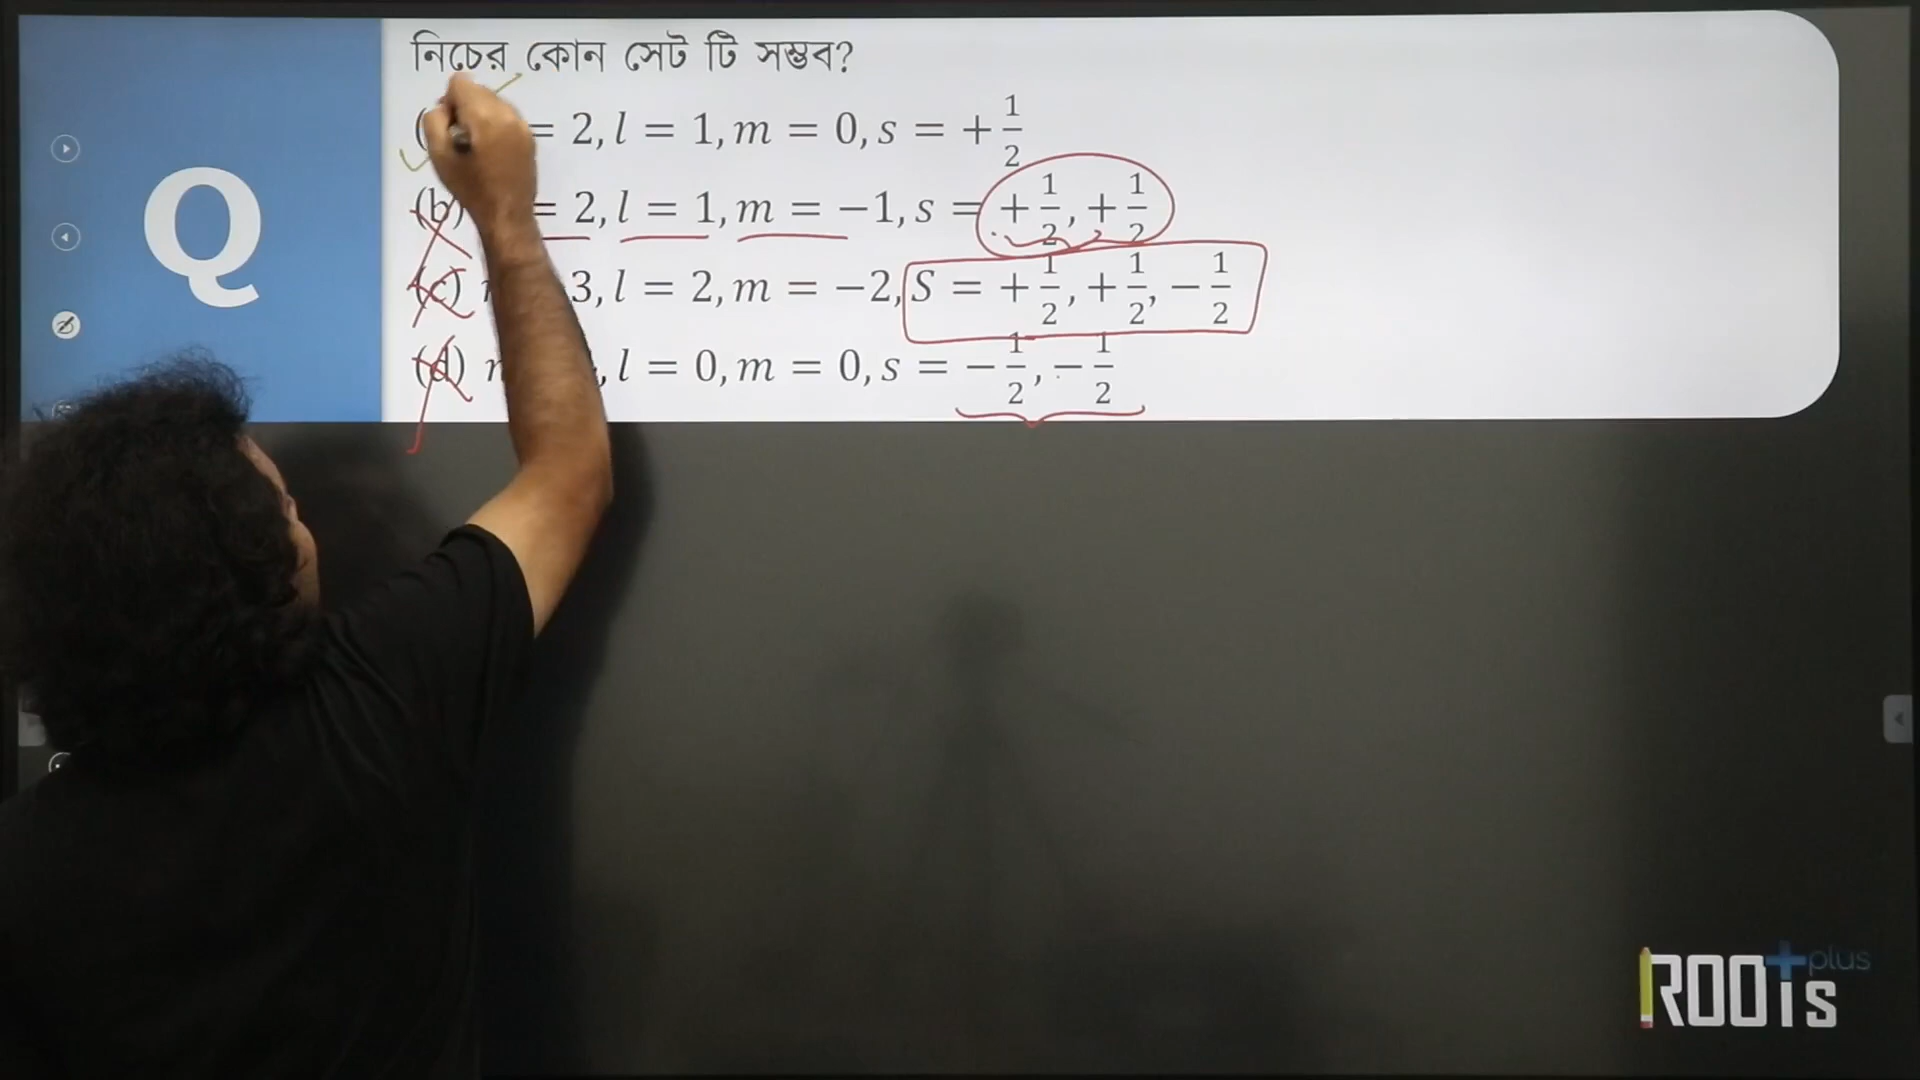 নিচের কোন সেট টি সম্ভব?
( = 2, l = 1, m = 0, s = +1/2
(b) = 2, l = 1, m = −1, s = +1/2, +1/2
(c) 3, l = 2, m = −2, S = +1/2, +1/2, −1/2
(d) , l = 0, m = 0, s = −1/2, −1/2
Q
ROOTs plus